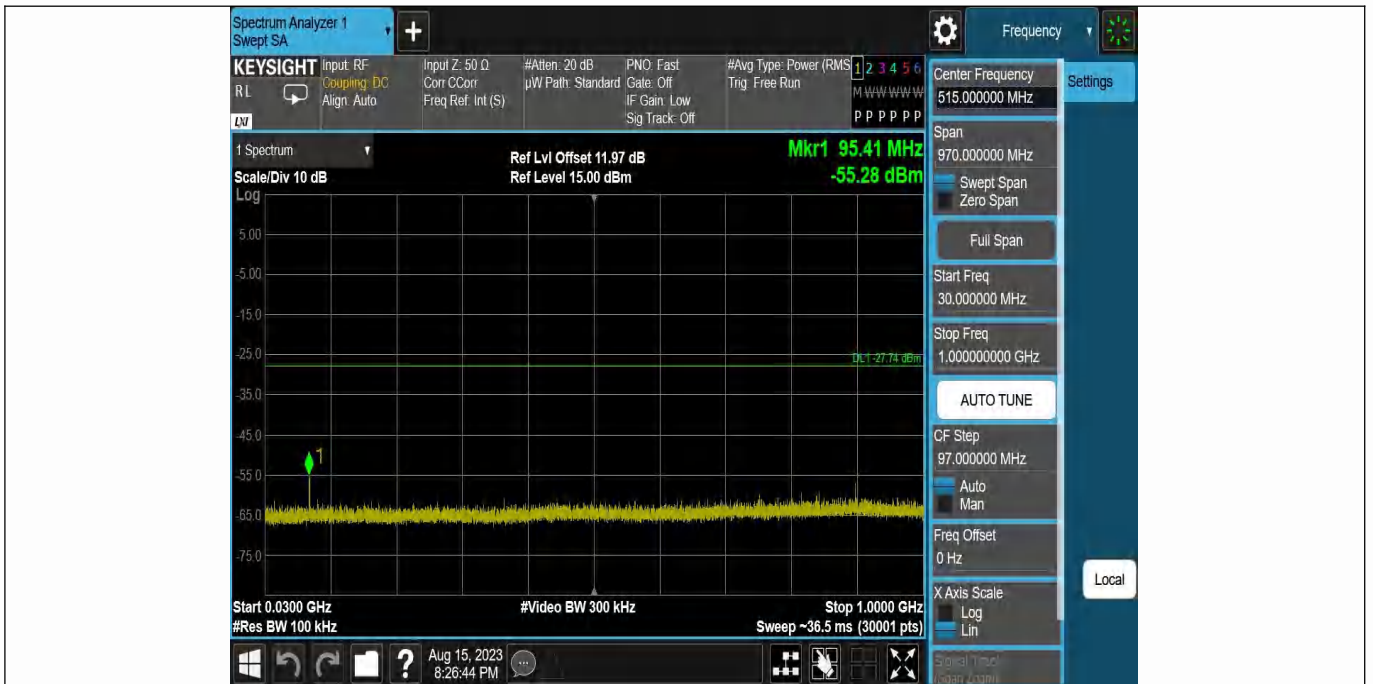 Spectrum Analyzer 1
Swept SA
Frequency
KEYSIGHT
RL
LXI
Input: RF
Coupling: DC
Align: Auto
Input Z: 50 Ω
Corr CCorr
Freq Ref: Int (S)
#Atten: 20 dB
µW Path: Standard
PNO: Fast
Gate: Off
IF Gain: Low
Sig Track: Off
#Avg Type: Power (RMS
Trig: Free Run
1 2 3 4 5 6
M W W W W W
P P P P P P
1 Spectrum
Scale/Div 10 dB
Ref Lvl Offset 11.97 dB
Ref Level 15.00 dBm
Mkr1 95.41 MHz
-55.28 dBm
Log
5.00
-5.00
-15.0
-25.0
DL1 -27.74 dBm
-35.0
-45.0
1
-55.0
-65.0
-75.0
Start 0.0300 GHz
#Res BW 100 kHz
#Video BW 300 kHz
Stop 1.0000 GHz
Sweep ~36.5 ms (30001 pts)
Center Frequency
515.000000 MHz
Settings
Span
970.000000 MHz
Swept Span
Zero Span
Full Span
Start Freq
30.000000 MHz
Stop Freq
1.000000000 GHz
AUTO TUNE
CF Step
97.000000 MHz
Auto
Man
Freq Offset
0 Hz
X Axis Scale
Log
Lin
Signal Track
(Span Zoom)
Local
?
Aug 15, 2023
8:26:44 PM